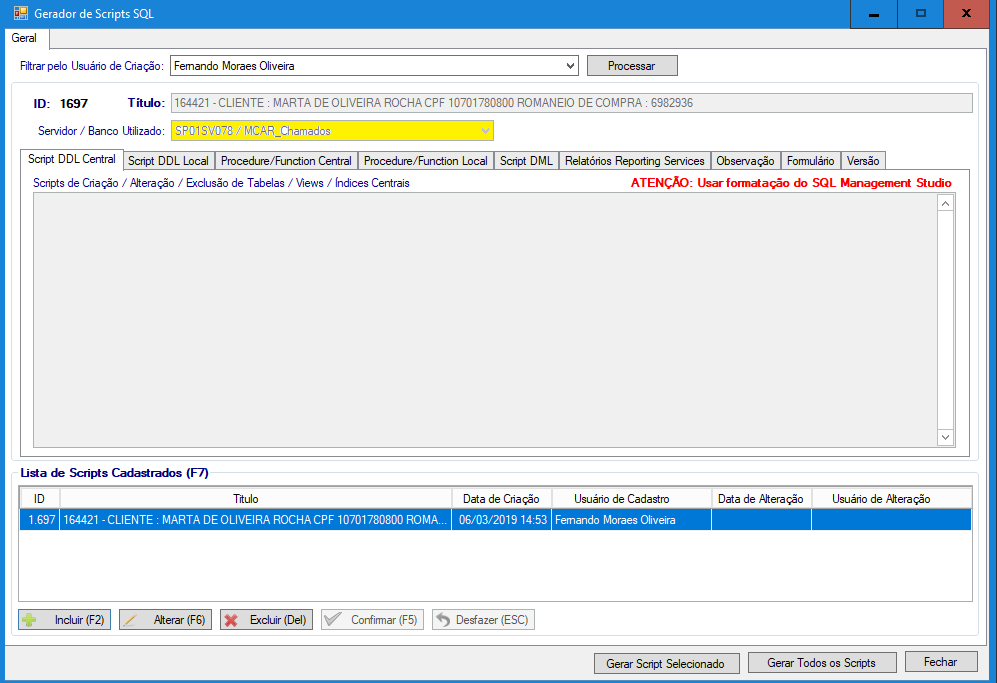 Gerador de Scripts SQL
Geral
Filtrar pelo Usuário de Criação: Fernando Moraes Oliveira Processar
ID: 1697 Título: 164421 - CLIENTE : MARTA DE OLIVEIRA ROCHA CPF 10701780800 ROMANEIO DE COMPRA : 6982936
Servidor / Banco Utilizado: SP01SV078 / MCAR_Chamados
Script DDL Central Script DDL Local Procedure/Function Central Procedure/Function Local Script DML Relatórios Reporting Services Observação Formulário Versão
Scripts de Criação / Alteração / Exclusão de Tabelas / Views / Índices Centrais ATENÇÃO: Usar formatação do SQL Management Studio
Lista de Scripts Cadastrados (F7)
ID Titulo Data de Criação Usuário de Cadastro Data de Alteração Usuário de Alteração
1.697 164421 - CLIENTE : MARTA DE OLIVEIRA ROCHA CPF 10701780800 ROMA... 06/03/2019 14:53 Fernando Moraes Oliveira
Incluir (F2) Alterar (F6) Excluir (Del) Confirmar (F5) Desfazer (ESC)
Gerar Script Selecionado Gerar Todos os Scripts Fechar